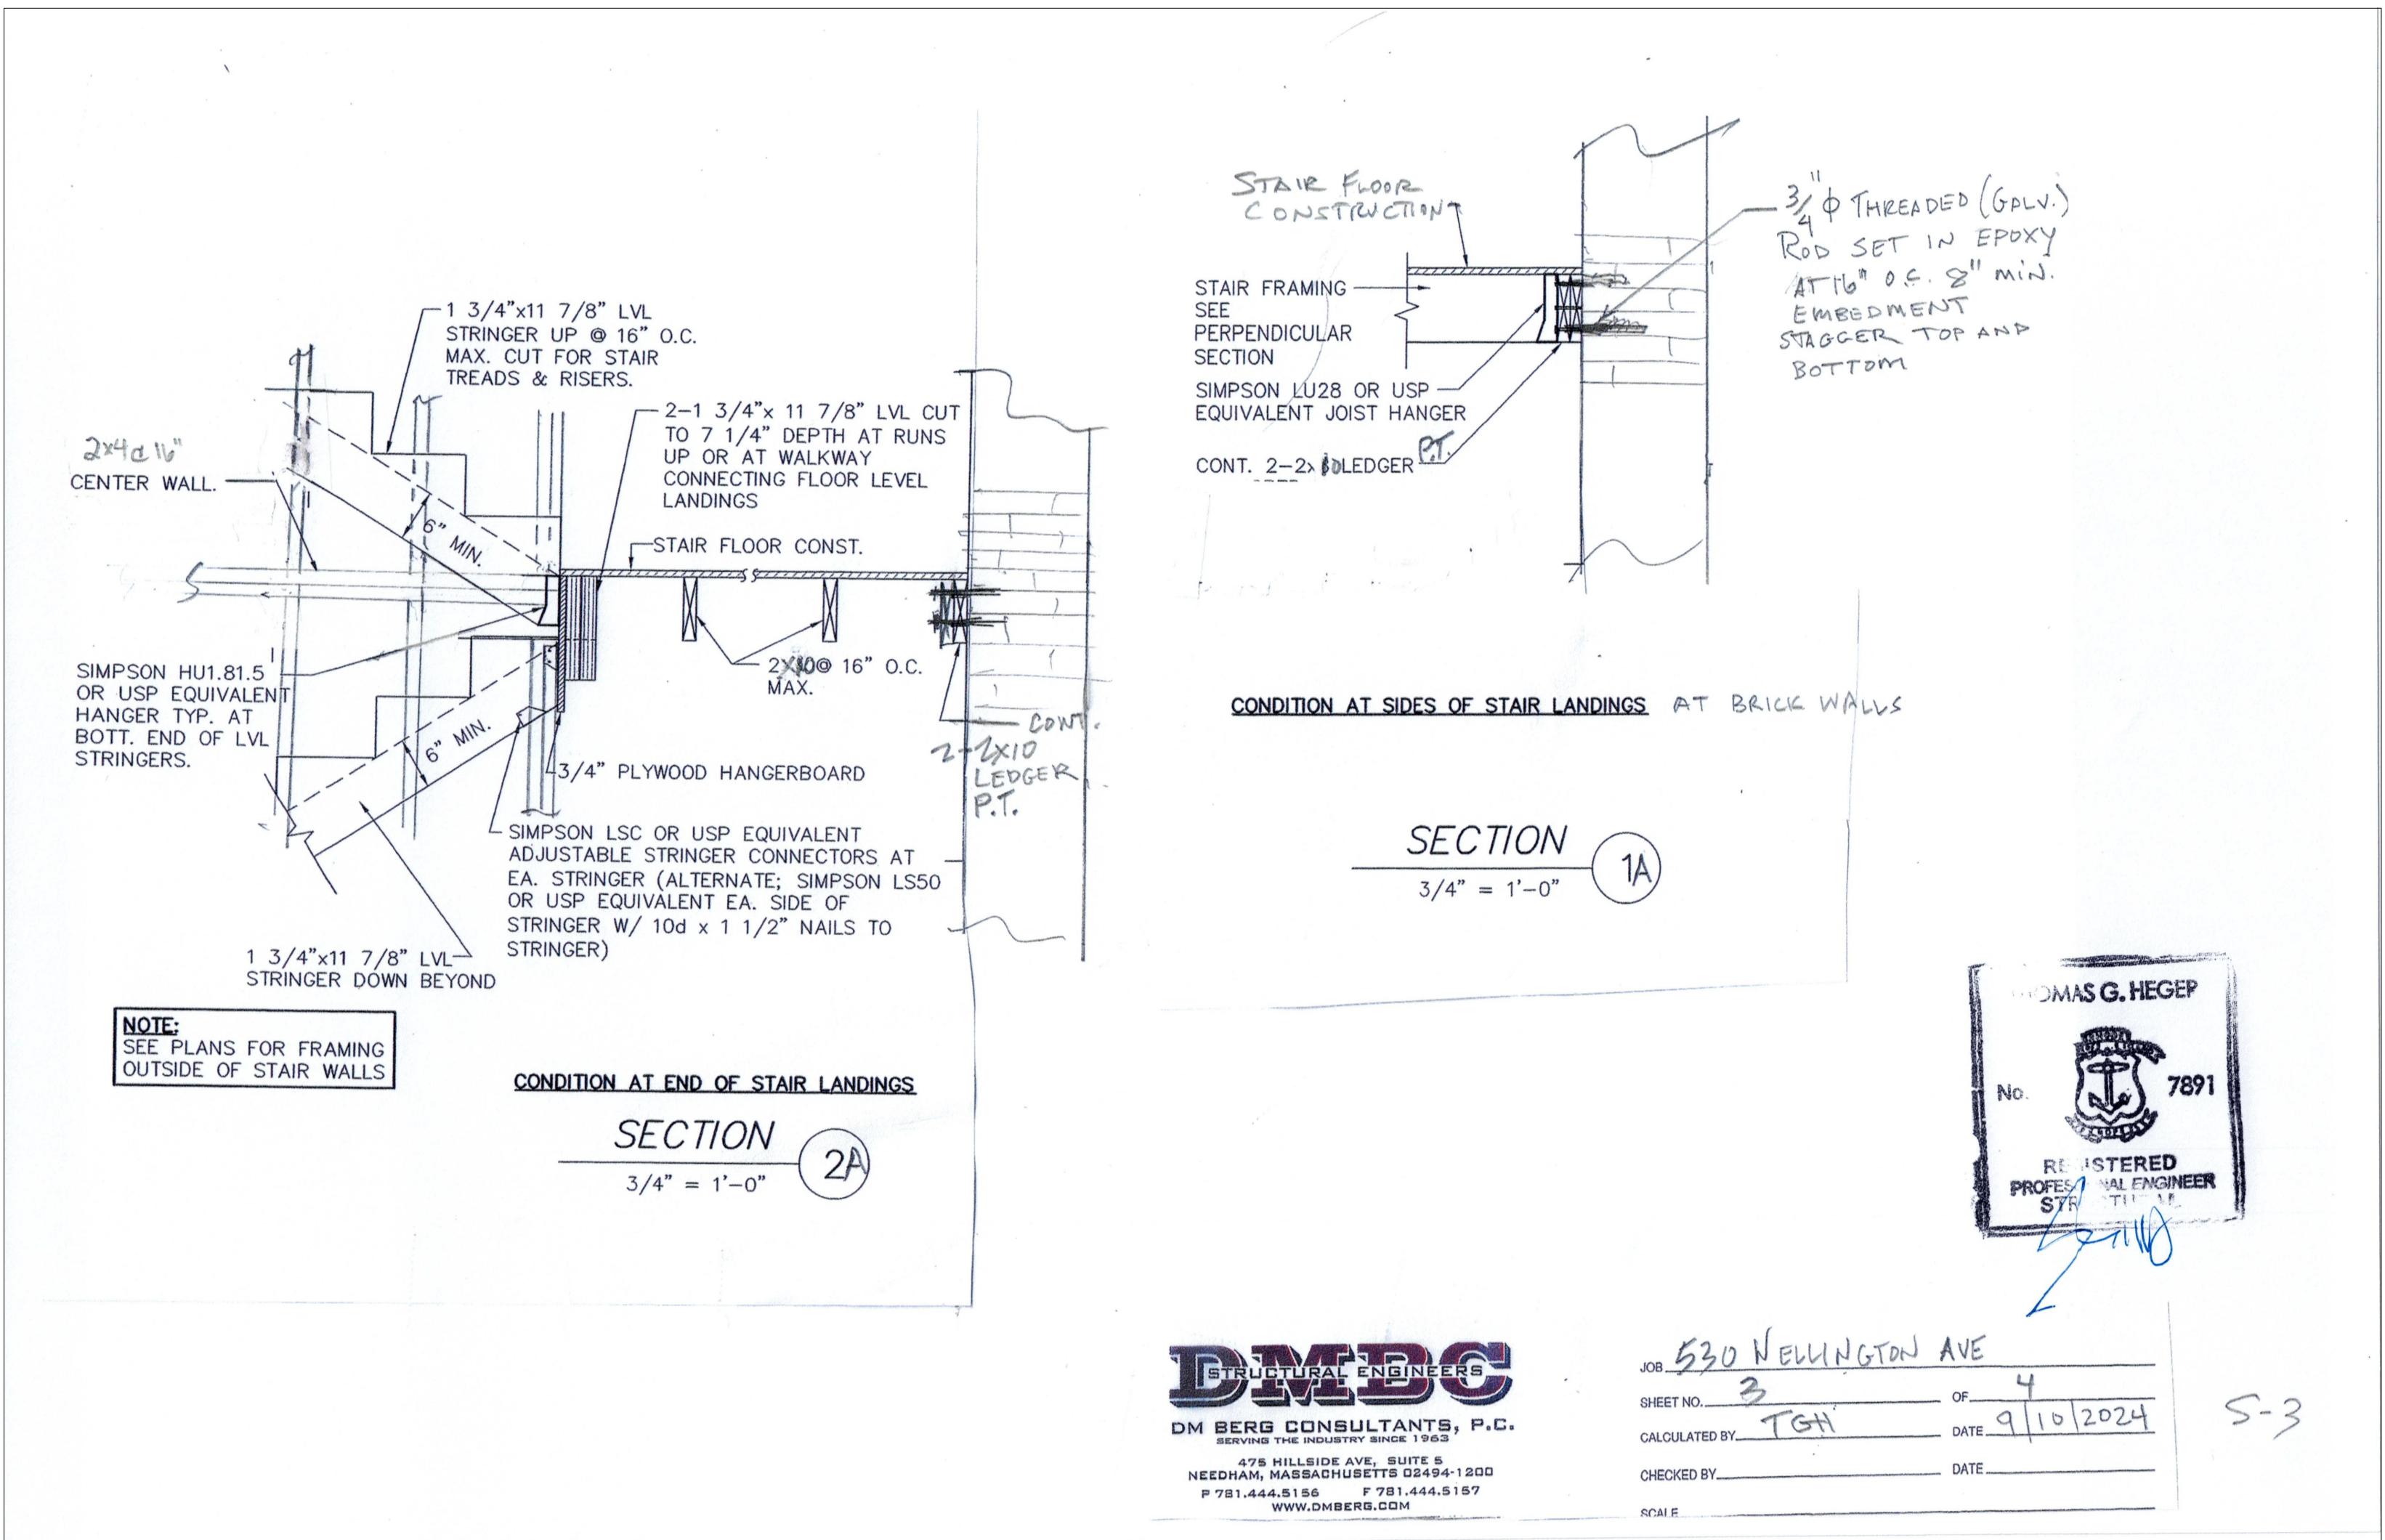 1 3/4"x11 7/8" LVL
STRINGER UP @ 16" O.C.
MAX. CUT FOR STAIR
TREADS & RISERS.
2x4@16"
CENTER WALL.
2-1 3/4"x 11 7/8" LVL CUT
TO 7 1/4" DEPTH AT RUNS
UP OR AT WALKWAY
CONNECTING FLOOR LEVEL
LANDINGS
6" MIN.
STAIR FLOOR CONST.
SIMPSON HU1.81.5
OR USP EQUIVALENT
HANGER TYP. AT
BOTT. END OF LVL
STRINGERS.
2X10@ 16" O.C.
MAX.
6" MIN.
CONT.
2-2X10
LEDGER
P.T.
3/4" PLYWOOD HANGERBOARD
SIMPSON LSC OR USP EQUIVALENT
ADJUSTABLE STRINGER CONNECTORS AT
EA. STRINGER (ALTERNATE; SIMPSON LS50
OR USP EQUIVALENT EA. SIDE OF
STRINGER W/ 10d x 1 1/2" NAILS TO
STRINGER)
1 3/4"x11 7/8" LVL
STRINGER DOWN BEYOND
NOTE:
SEE PLANS FOR FRAMING
OUTSIDE OF STAIR WALLS
CONDITION AT END OF STAIR LANDINGS
SECTION
2A
3/4" = 1'-0"
STAIR FLOOR
CONSTRUCTION
STAIR FRAMING
SEE
PERPENDICULAR
SECTION
SIMPSON LU28 OR USP
EQUIVALENT JOIST HANGER
CONT. 2-2x10 LEDGER P.T.
3/4" ϕ THREADED (GALV.)
ROD SET IN EPOXY
AT 16" O.C. 8" MIN.
EMBEDMENT
STAGGER TOP AND
BOTTOM
CONDITION AT SIDES OF STAIR LANDINGS AT BRICK WALLS
SECTION
1A
3/4" = 1'-0"
G. HEGER
No. 7891
REGISTERED
PROFESSIONAL ENGINEER
STRUCTURAL
DMBC
STRUCTURAL ENGINEERS
DM BERG CONSULTANTS, P.C.
SERVING THE INDUSTRY SINCE 1963
475 HILLSIDE AVE, SUITE 5
NEEDHAM, MASSACHUSETTS 02494-1200
P 781.444.5156 F 781.444.5157
WWW.DMBERG.COM
JOB 530 WELLINGTON AVE
SHEET NO. 3 OF 4
CALCULATED BY TGH DATE 9/10/2024
CHECKED BY DATE
SCALE
S-3